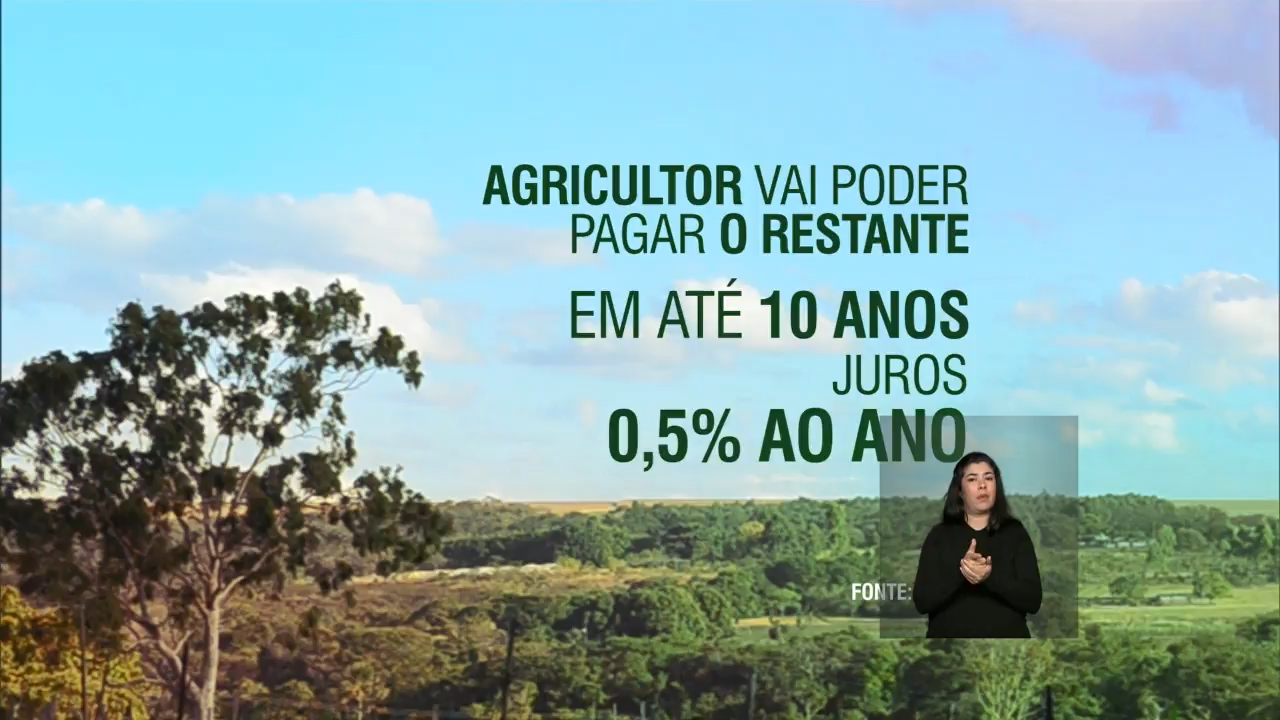 AGRICULTOR VAI PODER
PAGAR O RESTANTE
EM ATÉ 10 ANOS
JUROS
0,5% AO ANO
FONTE: